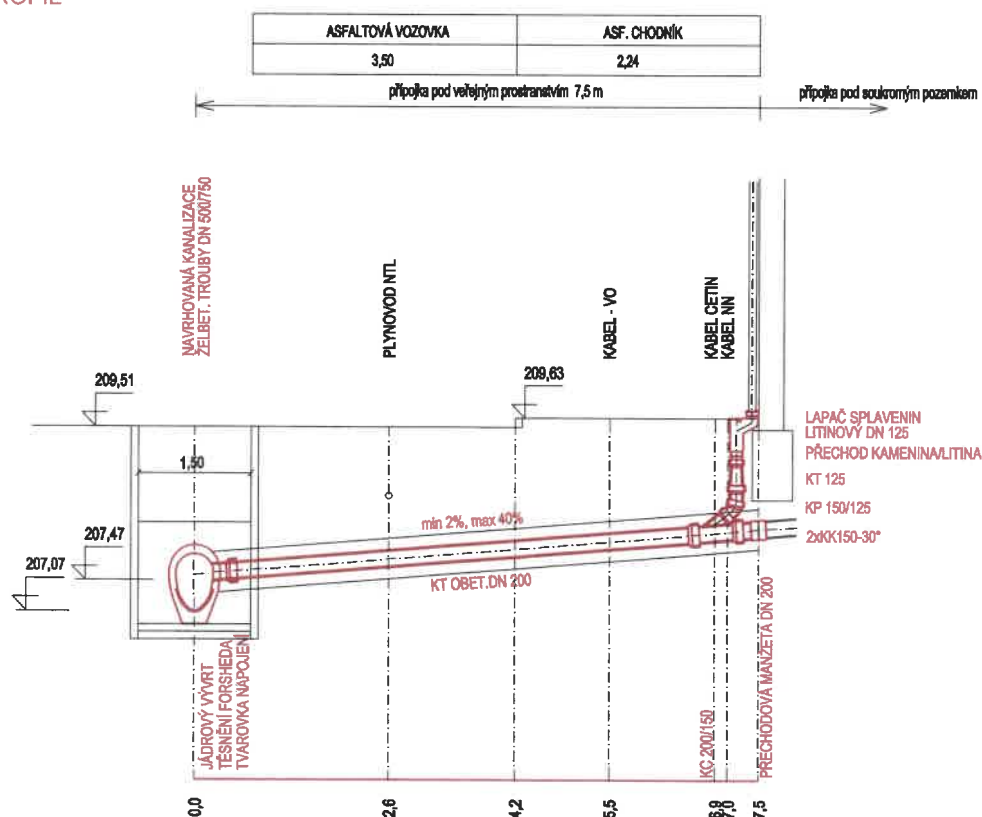 ASFALTOVÁ VOZOVKA
ASF. CHODNÍK
3,50
2,24
přípojka pod veřejným prostranstvím 7,5 m
přípojka pod soukromým pozemkem
NAVRHOVANÁ KANALIZACE
ŽELBET. TROUBY DN 500/750
PLYNOVOD NTL
KABEL - VO
KABEL CETIN
KABEL NN
209,51
209,63
1,50
207,47
207,07
min 2%, max 40%
KT OBET.DN 200
LAPAČ SPLAVENIN
LITINOVÝ DN 125
PŘECHOD KAMENINA/LITINA
KT 125
KP 150/125
2xKK150-30°
JÁDROVÝ VÝVRT
TĚSNĚNÍ FORSHEDA
TVAROVKA NAPOJENÍ
KC 200/150
PŘECHODOVÁ MANŽETA DN 200
0,0
2,6
4,2
5,5
6,9
7,0
7,5